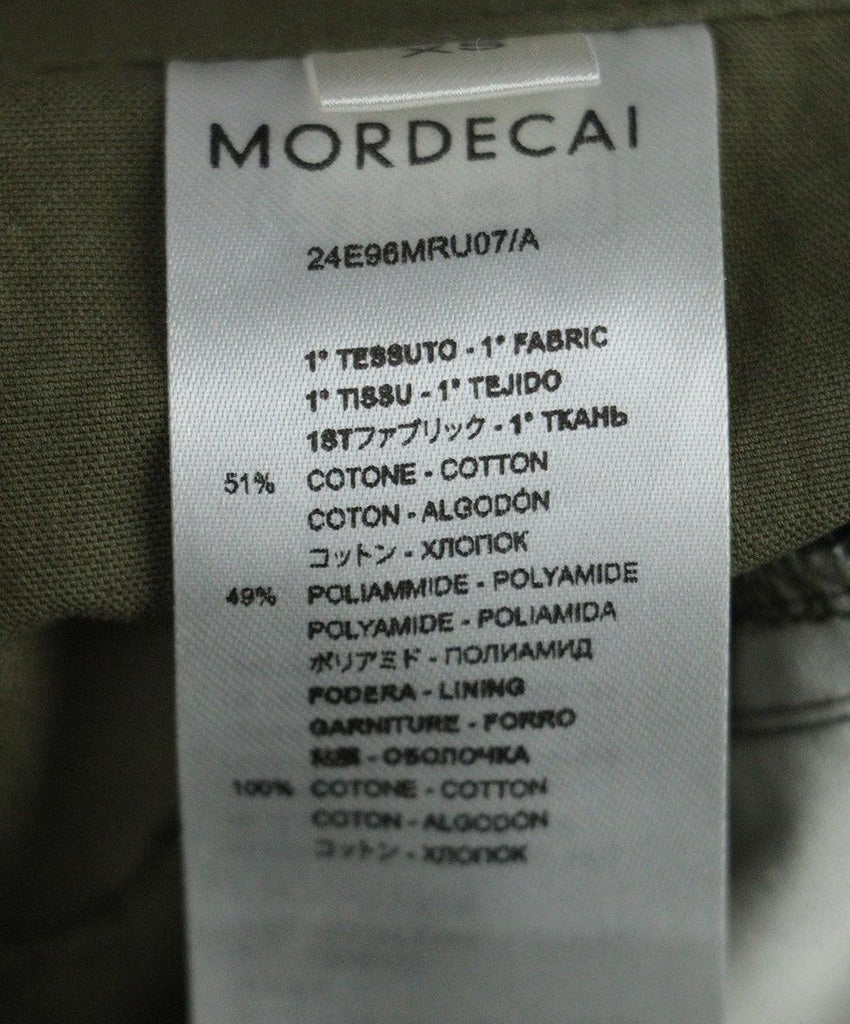 XS
MORDECAI
24E96MRU07/A
1° TESSUTO - 1° FABRIC
1° TISSU - 1° TEJIDO
1STファブリック - 1° ТКАНЬ
51% COTONE - COTTON
COTON - ALGODÓN
コットン - ХЛОПОК
49% POLIAMMIDE - POLYAMIDE
POLYAMIDE - POLIAMIDA
ポリアミド - ПОЛИАМИД
FODERA - LINING
GARNITURE - FORRO
- ОБОЛОЧКА
100% COTONE - COTTON
COTON - ALGODÓN
コットン - ХЛОПОК